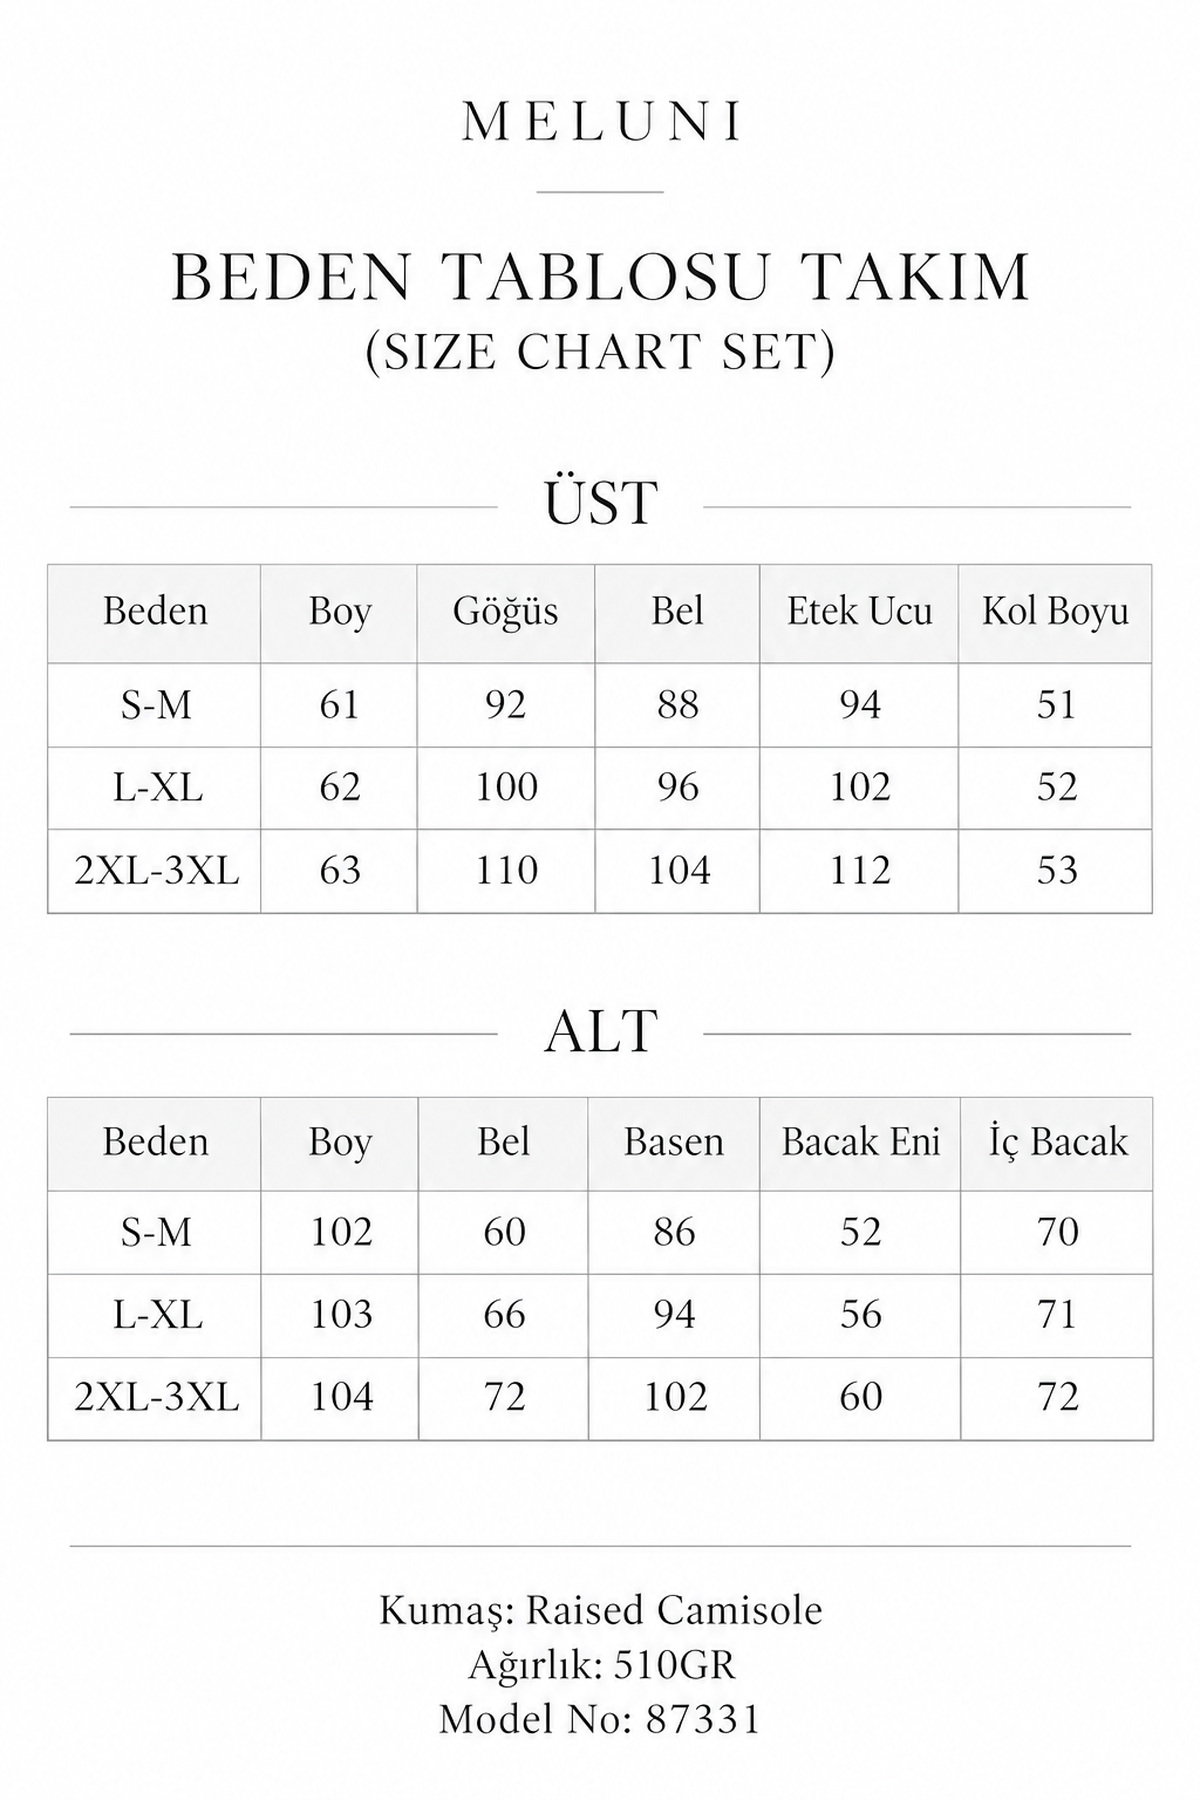 MELUNI
BEDEN TABLOSU TAKIM
(SIZE CHART SET)
ÜST
Beden Boy Göğüs Bel Etek Ucu Kol Boyu
S-M 61 92 88 94 51
L-XL 62 100 96 102 52
2XL-3XL 63 110 104 112 53
ALT
Beden Boy Bel Basen Bacak Eni İç Bacak
S-M 102 60 86 52 70
L-XL 103 66 94 56 71
2XL-3XL 104 72 102 60 72
Kumaş: Raised Camisole
Ağırlık: 510GR
Model No: 87331